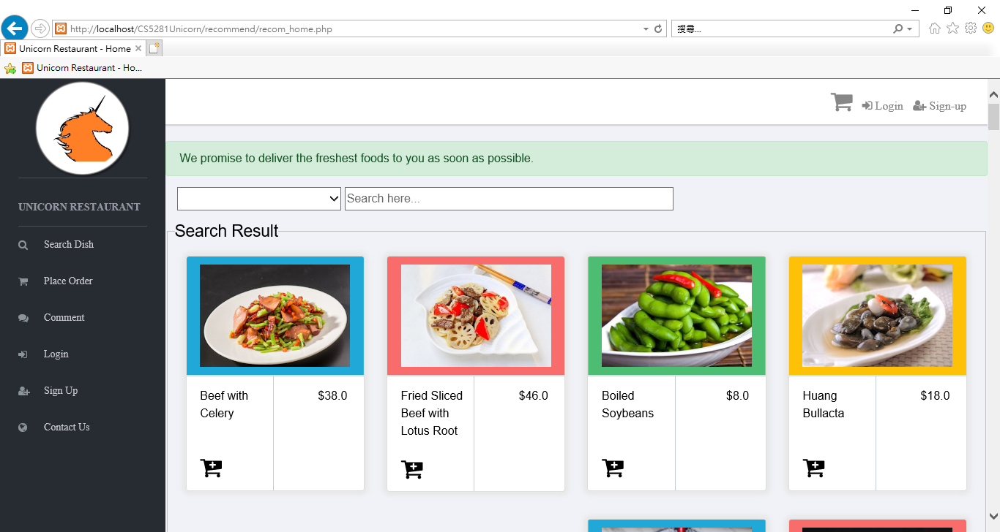 http://localhost/CS5281Unicorn/recommend/recom_home.php
搜尋...
Unicorn Restaurant - Home
Unicorn Restaurant - Ho...
Login
Sign-up
UNICORN RESTAURANT
Search Dish
Place Order
Comment
Login
Sign Up
Contact Us
We promise to deliver the freshest foods to you as soon as possible.
Search here...
Search Result
Beef with
Celery
$38.0
Fried Sliced
Beef with
Lotus Root
$46.0
Boiled
Soybeans
$8.0
Huang
Bullacta
$18.0